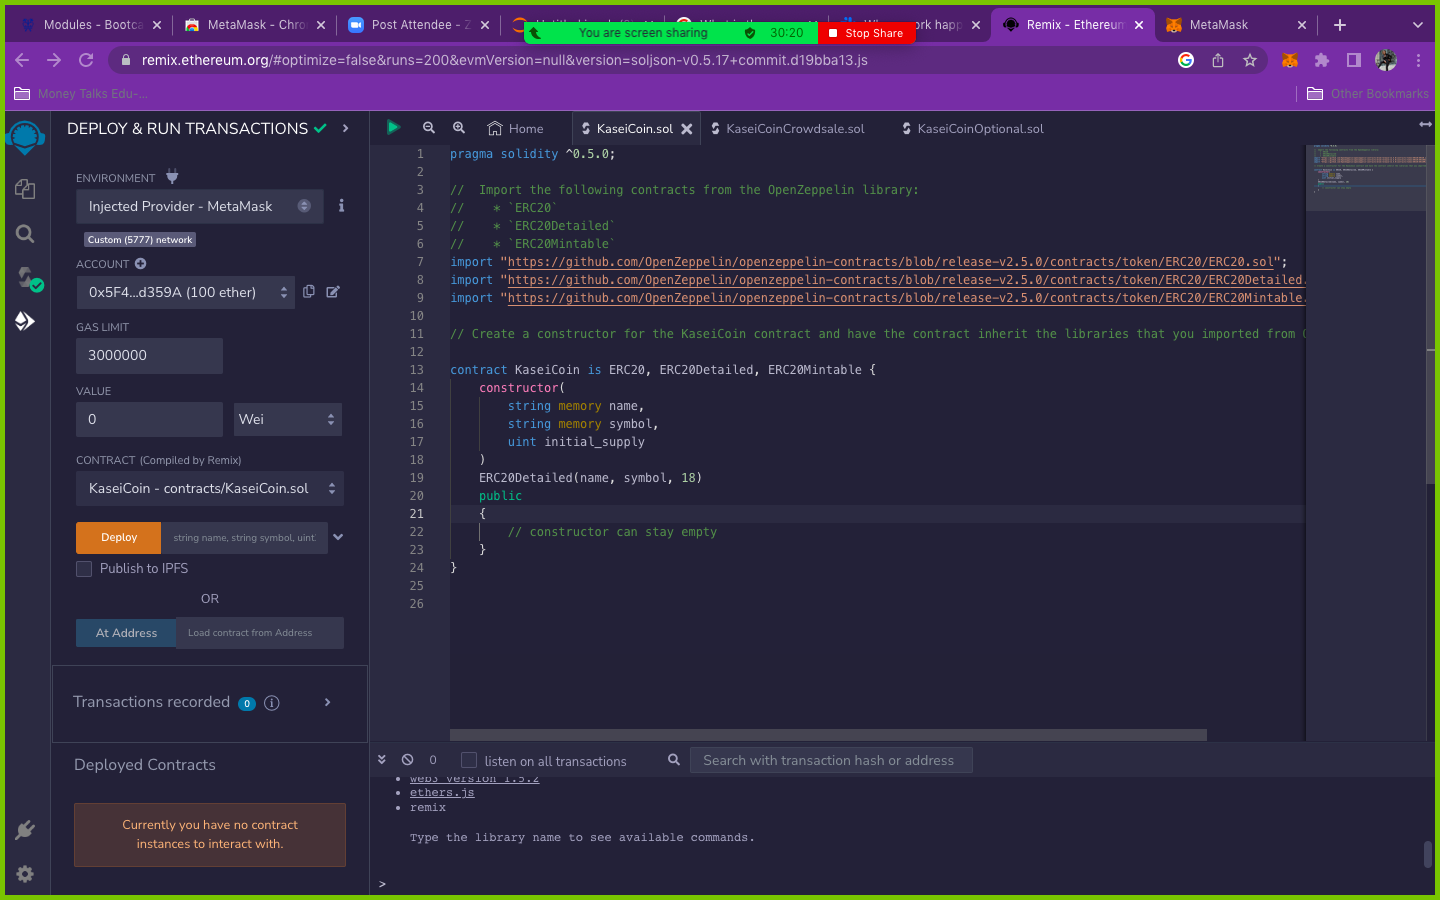 Modules - Bootca
MetaMask - Chro
Post Attendee - Z
Remix - Ethereum
MetaMask
You are screen sharing
30:20
Stop Share
remix.ethereum.org/#optimize=false&runs=200&evmVersion=null&version=soljson-v0.5.17+commit.d19bba13.js
Money Talks Edu-...
Other Bookmarks
DEPLOY & RUN TRANSACTIONS
ENVIRONMENT
Injected Provider - MetaMask
Custom (5777) network
ACCOUNT
0x5F4...d359A (100 ether)
GAS LIMIT
3000000
VALUE
0
Wei
CONTRACT (Compiled by Remix)
KaseiCoin - contracts/KaseiCoin.sol
Deploy
string name, string symbol, uint
Publish to IPFS
OR
At Address
Load contract from Address
Transactions recorded 0
Deployed Contracts
Currently you have no contract
instances to interact with.
Home
KaseiCoin.sol
KaseiCoinCrowdsale.sol
KaseiCoinOptional.sol
1 pragma solidity ^0.5.0;
2
3 //  Import the following contracts from the OpenZeppelin library:
4 //    * `ERC20`
5 //    * `ERC20Detailed`
6 //    * `ERC20Mintable`
7 import "https://github.com/OpenZeppelin/openzeppelin-contracts/blob/release-v2.5.0/contracts/token/ERC20/ERC20.sol";
8 import "https://github.com/OpenZeppelin/openzeppelin-contracts/blob/release-v2.5.0/contracts/token/ERC20/ERC20Detailed.
9 import "https://github.com/OpenZeppelin/openzeppelin-contracts/blob/release-v2.5.0/contracts/token/ERC20/ERC20Mintable.
10
11 // Create a constructor for the KaseiCoin contract and have the contract inherit the libraries that you imported from
12
13 contract KaseiCoin is ERC20, ERC20Detailed, ERC20Mintable {
14     constructor(
15         string memory name,
16         string memory symbol,
17         uint initial_supply
18     )
19     ERC20Detailed(name, symbol, 18)
20     public
21     {
22         // constructor can stay empty
23     }
24 }
25
26
0
listen on all transactions
Search with transaction hash or address
web3 version 1.5.2
ethers.js
remix
Type the library name to see available commands.
>